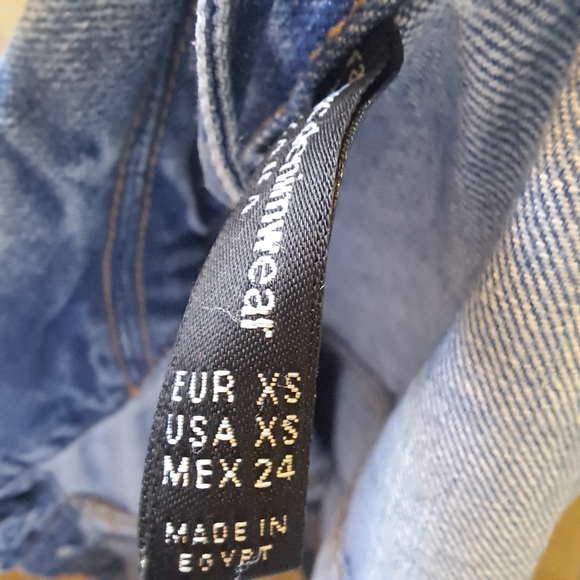 denimwear
EUR XS
USA XS
MEX 24
MADE IN
EGYPT